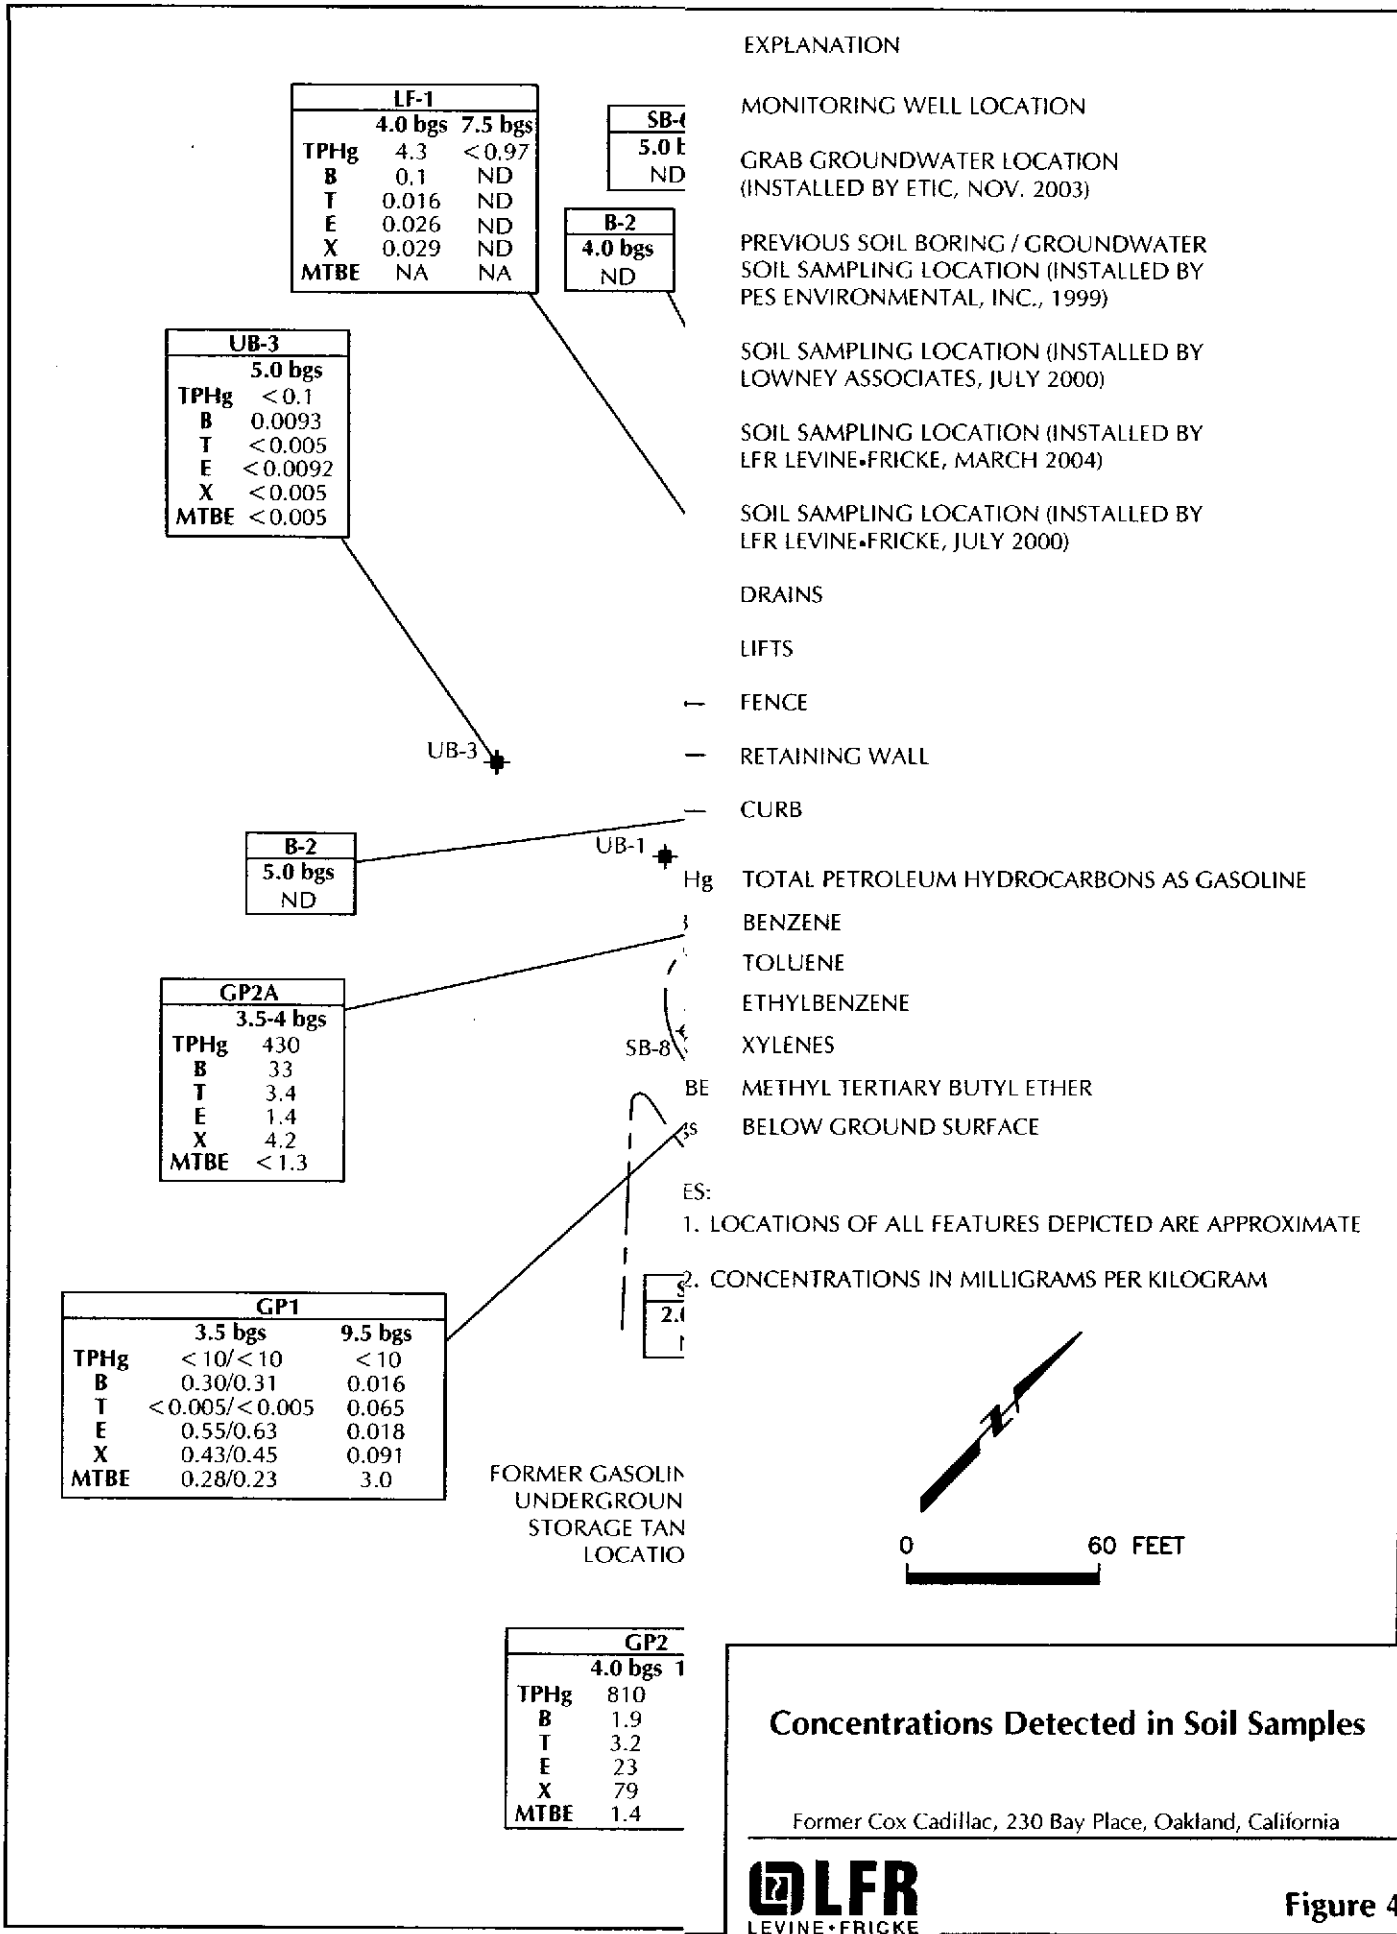 LF-1
4.0 bgs 7.5 bgs
TPHg 4.3 <0.97
B 0.1 ND
T 0.016 ND
E 0.026 ND
X 0.029 ND
MTBE NA NA
5.0
ND
B-2
4.0 bgs
ND
UB-3
5.0 bgs
TPHg <0.1
B 0.0093
T <0.005
E <0.0092
X <0.005
MTBE <0.005
UB-3
B-2
5.0 bgs
ND
UB-1
GP2A
3.5-4 bgs
TPHg 430
B 33
T 3.4
E 1.4
X 4.2
MTBE <1.3
SB-8
GP1
3.5 bgs 9.5 bgs
TPHg <10/<10 <10
B 0.30/0.31 0.016
T <0.005/<0.005 0.065
E 0.55/0.63 0.018
X 0.43/0.45 0.091
MTBE 0.28/0.23 3.0
FORMER GASOLIN
UNDERGROUN
STORAGE TAN
LOCATIO
GP2
4.0 bgs 1
TPHg 810
B 1.9
T 3.2
E 23
X 79
MTBE 1.4
EXPLANATION
MONITORING WELL LOCATION
GRAB GROUNDWATER LOCATION
(INSTALLED BY ETIC, NOV. 2003)
PREVIOUS SOIL BORING / GROUNDWATER
SOIL SAMPLING LOCATION (INSTALLED BY
PES ENVIRONMENTAL, INC., 1999)
SOIL SAMPLING LOCATION (INSTALLED BY
LOWNEY ASSOCIATES, JULY 2000)
SOIL SAMPLING LOCATION (INSTALLED BY
LFR LEVINE•FRICKE, MARCH 2004)
SOIL SAMPLING LOCATION (INSTALLED BY
LFR LEVINE•FRICKE, JULY 2000)
DRAINS
LIFTS
FENCE
RETAINING WALL
CURB
Hg TOTAL PETROLEUM HYDROCARBONS AS GASOLINE
BENZENE
TOLUENE
ETHYLBENZENE
XYLENES
BE METHYL TERTIARY BUTYL ETHER
BELOW GROUND SURFACE
ES:
1. LOCATIONS OF ALL FEATURES DEPICTED ARE APPROXIMATE
2. CONCENTRATIONS IN MILLIGRAMS PER KILOGRAM
0 60 FEET
Concentrations Detected in Soil Samples
Former Cox Cadillac, 230 Bay Place, Oakland, California
LFR
LEVINE•FRICKE
Figure 4